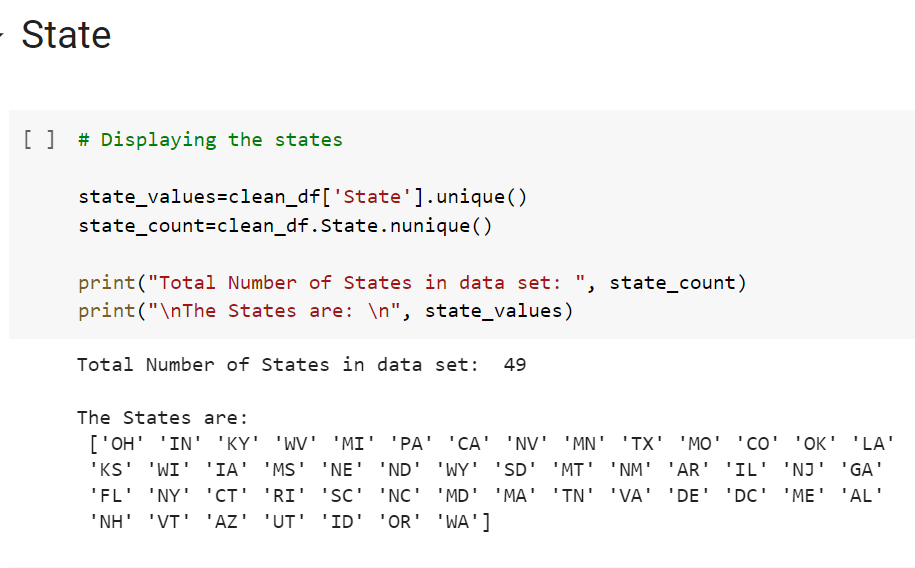 State
[ ] # Displaying the states
state_values=clean_df['State'].unique()
state_count=clean_df.State.nunique()
print("Total Number of States in data set: ", state_count)
print("\nThe States are: \n", state_values)
Total Number of States in data set:  49
The States are:
['OH' 'IN' 'KY' 'WV' 'MI' 'PA' 'CA' 'NV' 'MN' 'TX' 'MO' 'CO' 'OK' 'LA'
'KS' 'WI' 'IA' 'MS' 'NE' 'ND' 'WY' 'SD' 'MT' 'NM' 'AR' 'IL' 'NJ' 'GA'
'FL' 'NY' 'CT' 'RI' 'SC' 'NC' 'MD' 'MA' 'TN' 'VA' 'DE' 'DC' 'ME' 'AL'
'NH' 'VT' 'AZ' 'UT' 'ID' 'OR' 'WA']